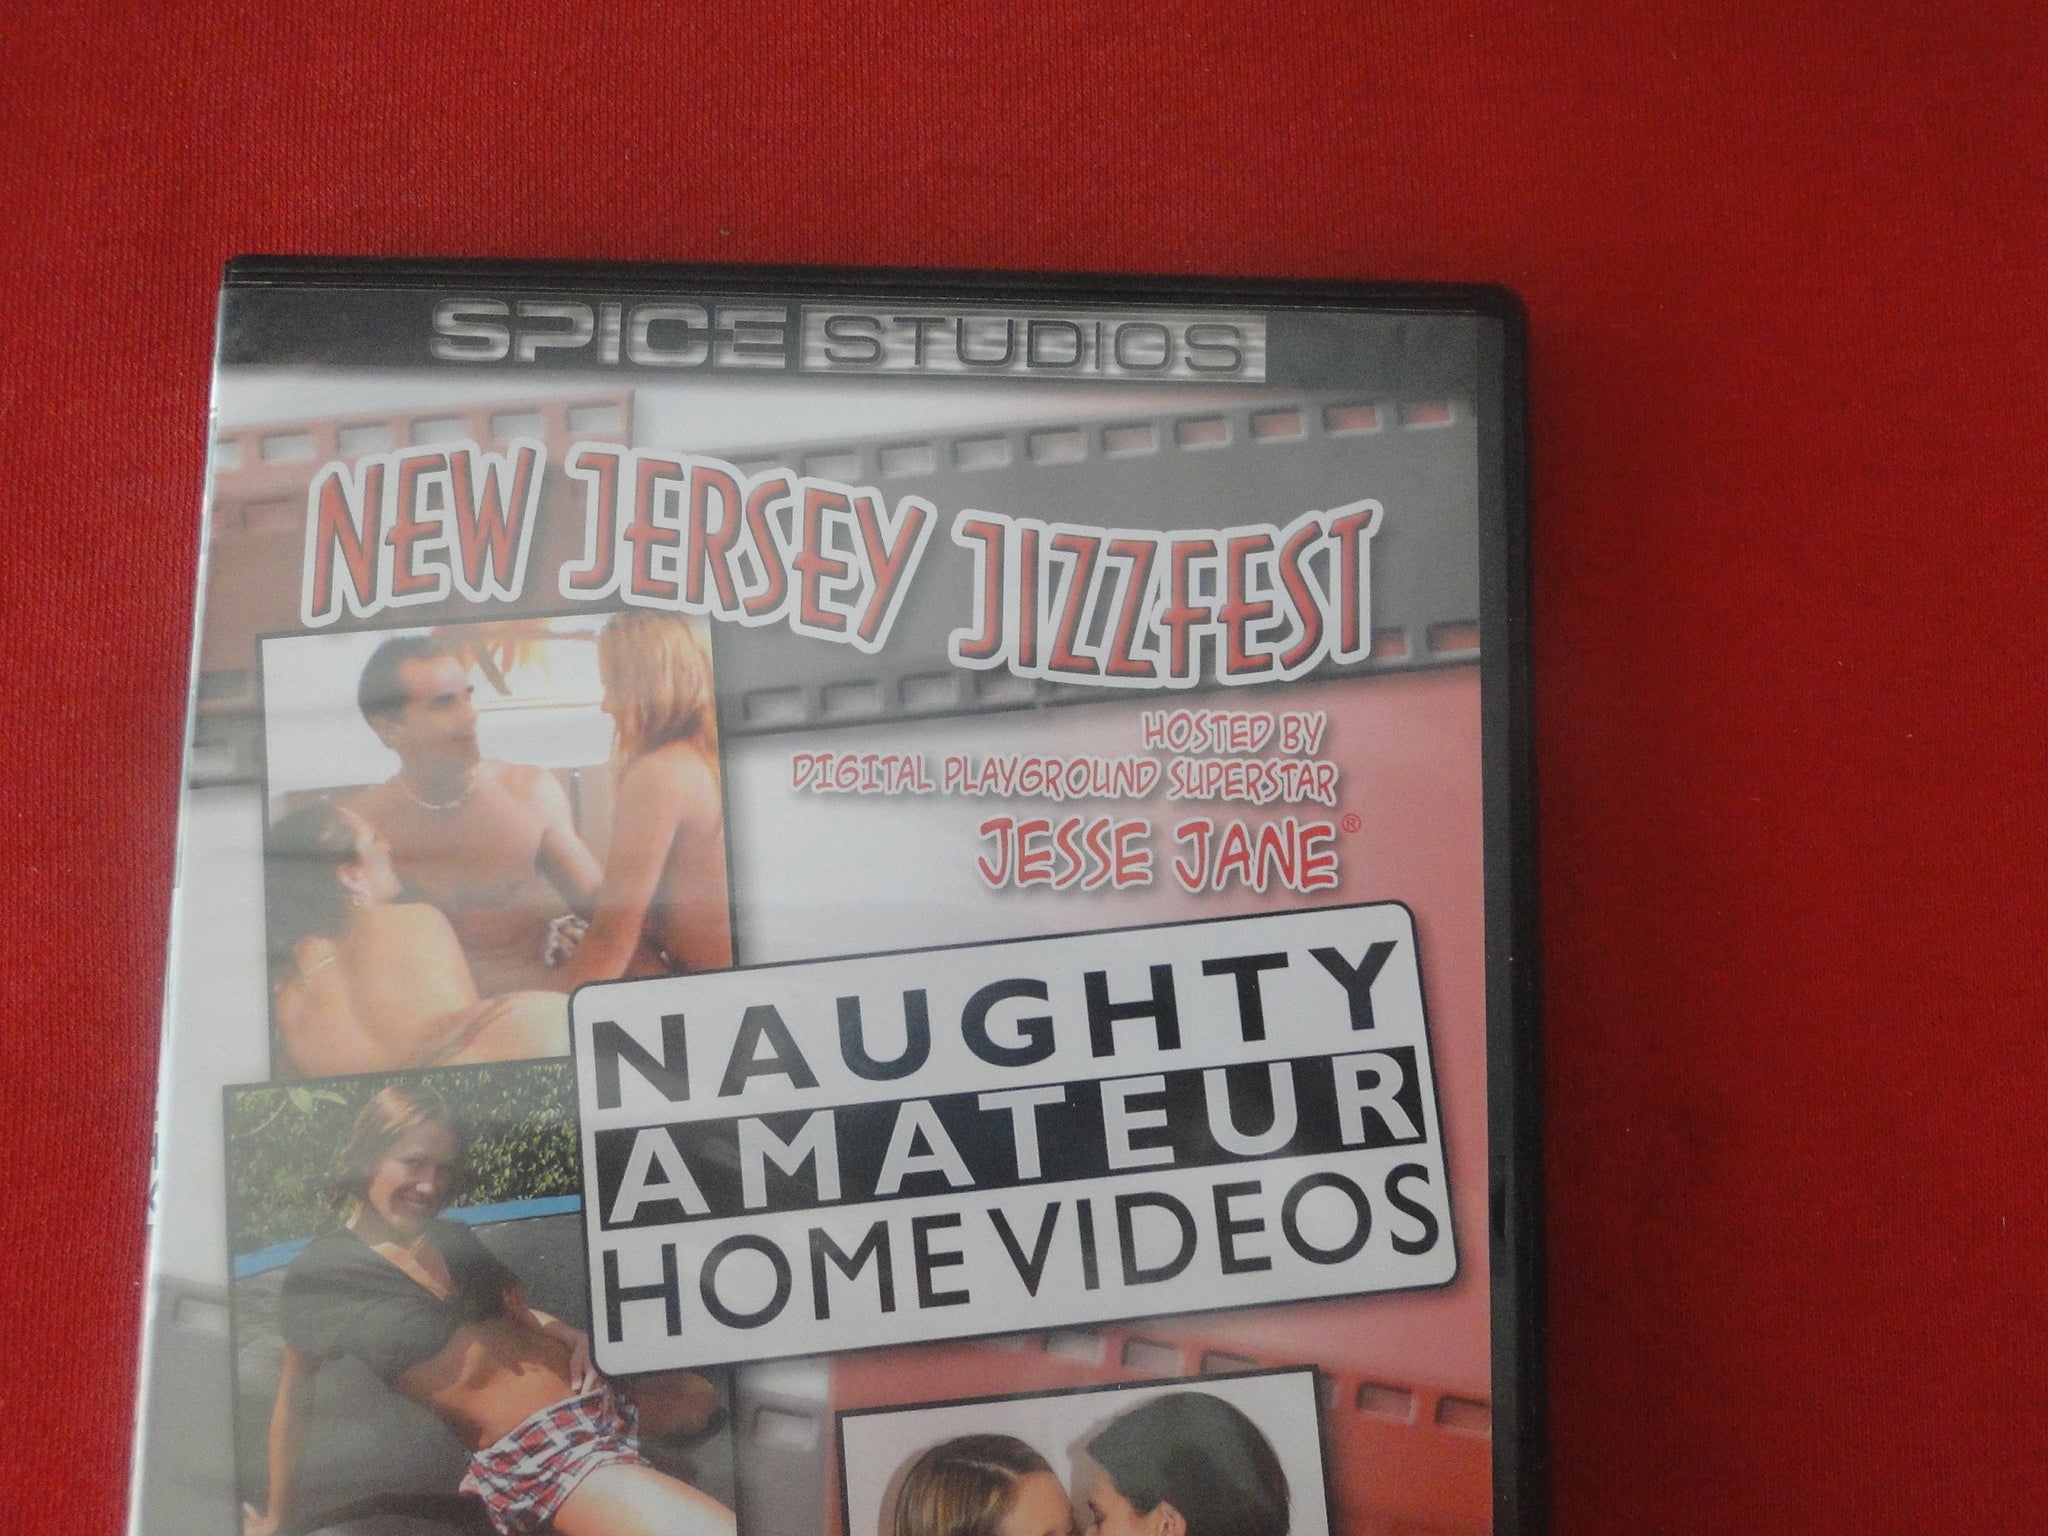 SPICE STUDIOS
NEW JERSEY JIZZFEST
HOSTED BY
DIGITAL PLAYGROUND SUPERSTAR
JESSE JANE®
NAUGHTY
AMATEUR
HOME VIDEOS